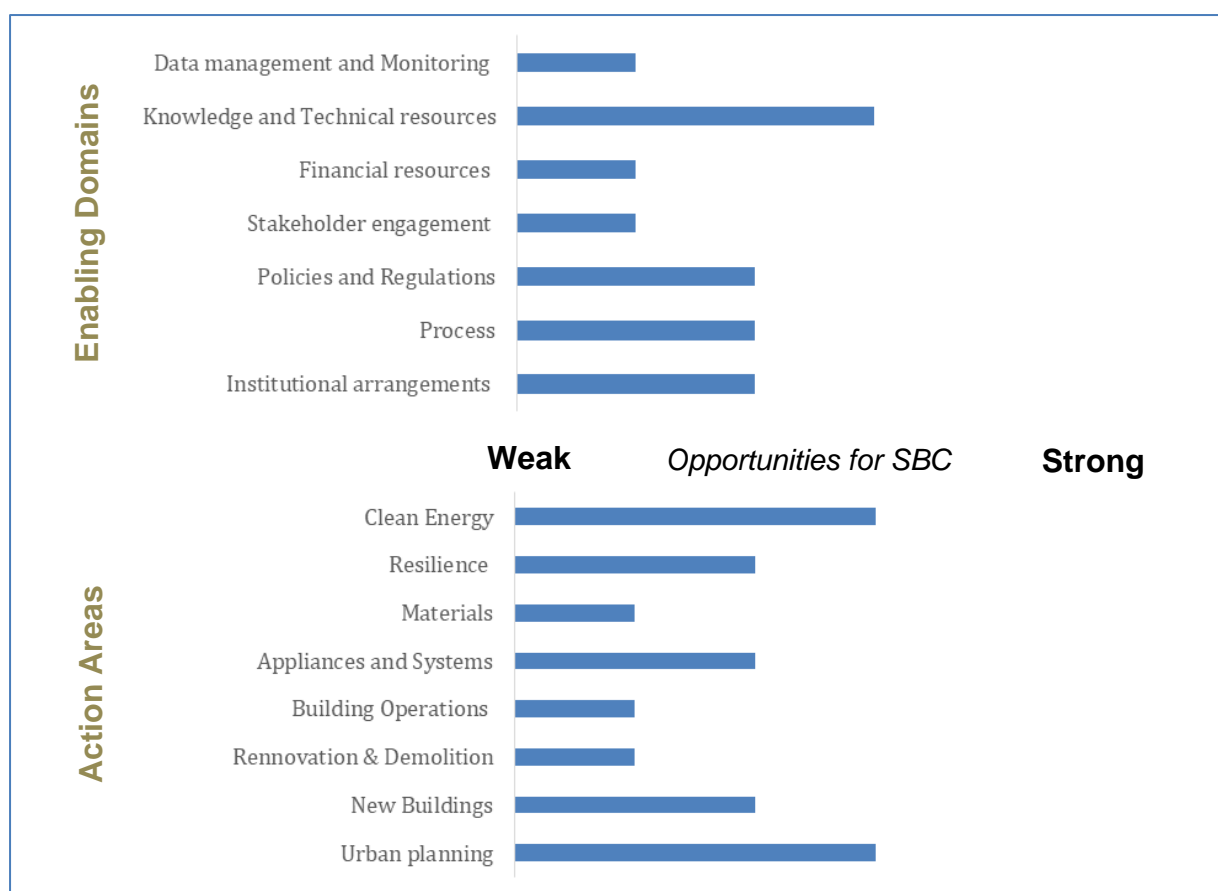 Enabling Domains
Data management and Monitoring
Knowledge and Technical resources
Financial resources
Stakeholder engagement
Policies and Regulations
Process
Institutional arrangements
Weak Opportunities for SBC Strong
Action Areas
Clean Energy
Resilience
Materials
Appliances and Systems
Building Operations
Rennovation & Demolition
New Buildings
Urban planning